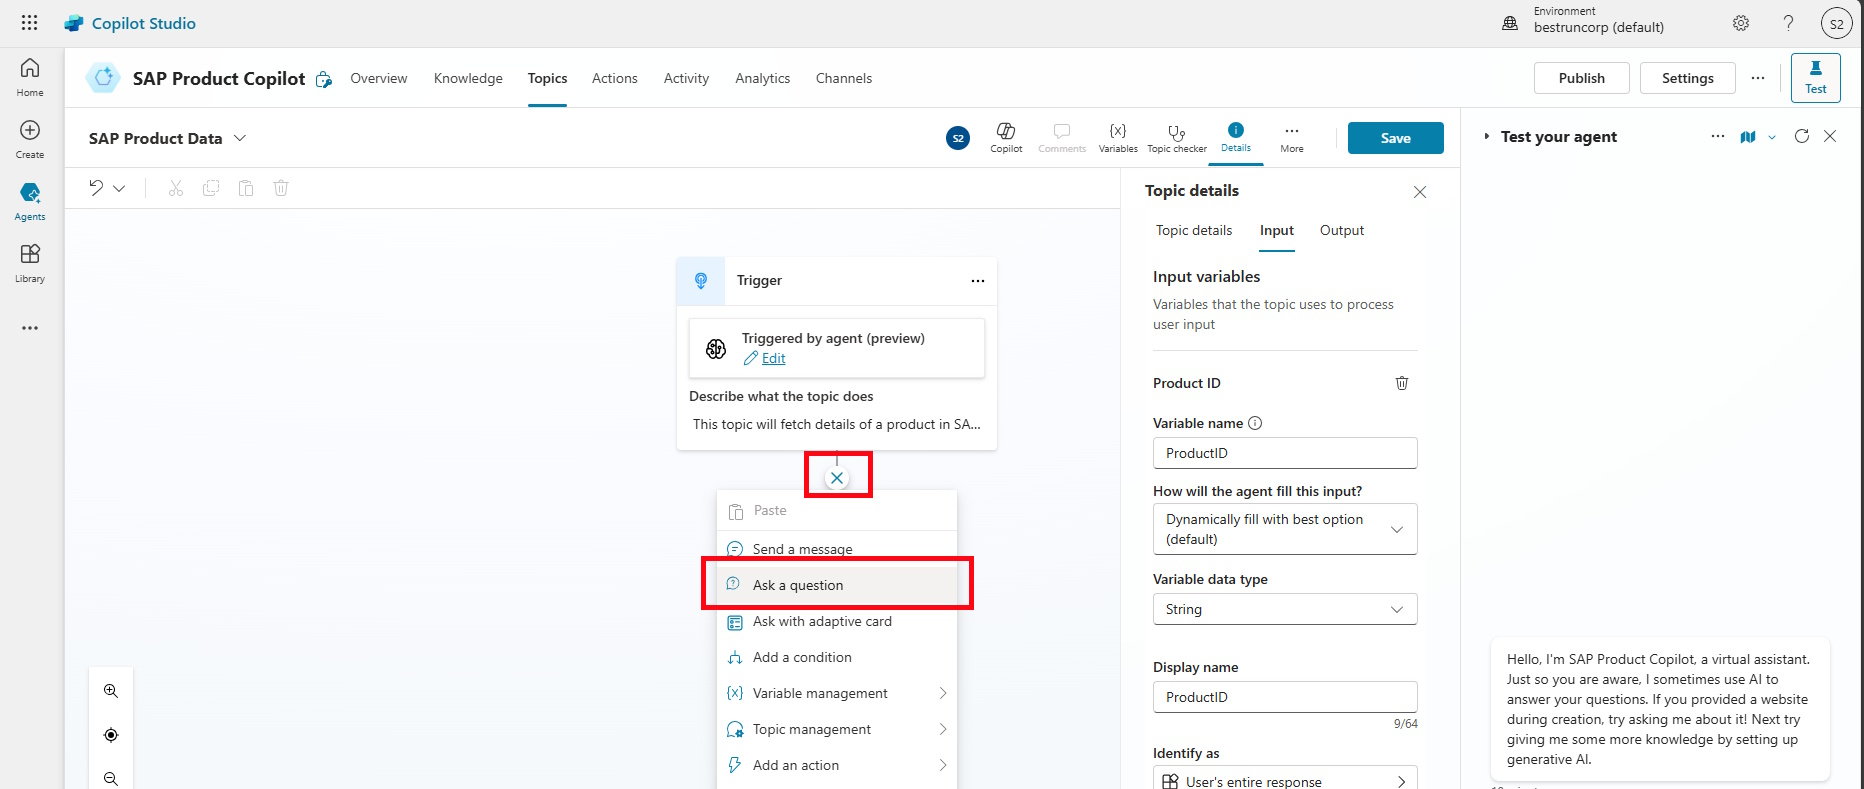 Copilot Studio
Environment
bestruncorp (default)
?
S2
Home
Create
Agents
Library
SAP Product Copilot
Overview
Knowledge
Topics
Actions
Activity
Analytics
Channels
Publish
Settings
Test
SAP Product Data
S2
Copilot
Comments
Variables
Topic checker
Details
More
Save
Trigger
Triggered by agent (preview)
Edit
Describe what the topic does
This topic will fetch details of a product in SA...
Paste
Send a message
Ask a question
Ask with adaptive card
Add a condition
Variable management
Topic management
Add an action
Topic details
Topic details
Input
Output
Input variables
Variables that the topic uses to process
user input
Product ID
Variable name
ProductID
How will the agent fill this input?
Dynamically fill with best option
(default)
Variable data type
String
Display name
ProductID
9/64
Identify as
User's entire response
Test your agent
Hello, I'm SAP Product Copilot, a virtual assistant.
Just so you are aware, I sometimes use AI to
answer your questions. If you provided a website
during creation, try asking me about it! Next try
giving me some more knowledge by setting up
generative AI.